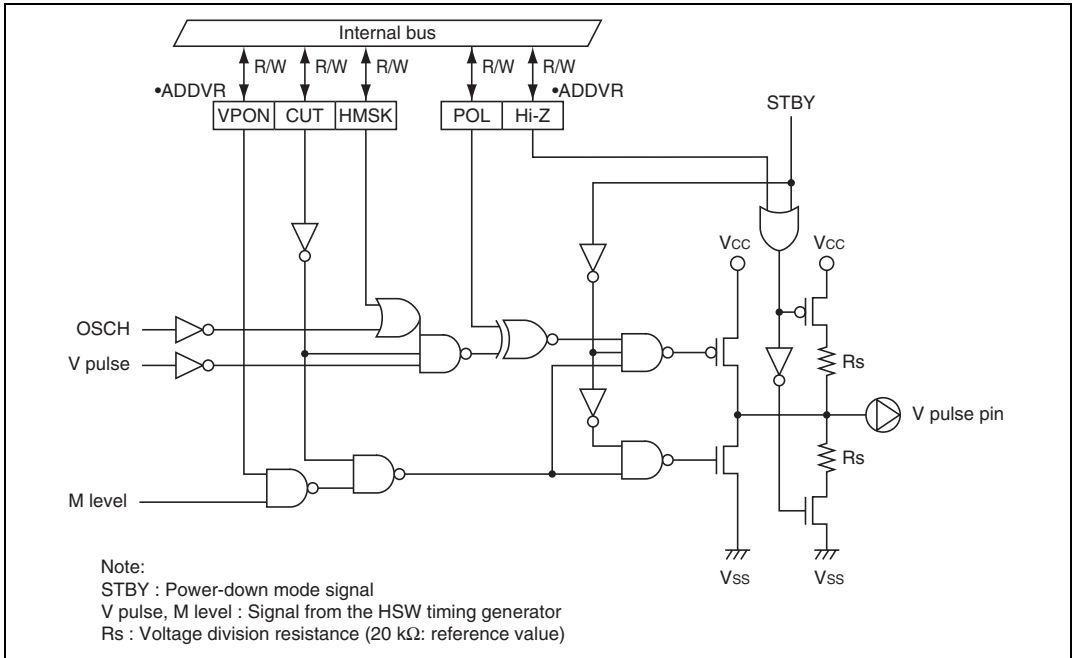 Internal bus
R/W R/W R/W R/W R/W
•ADDVR •ADDVR
VPON CUT HMSK POL Hi-Z
STBY
VCC VCC
OSCH
V pulse
Rs
V pulse pin
Rs
M level
VSS VSS
Note:
STBY : Power-down mode signal
V pulse, M level : Signal from the HSW timing generator
Rs : Voltage division resistance (20 kΩ: reference value)